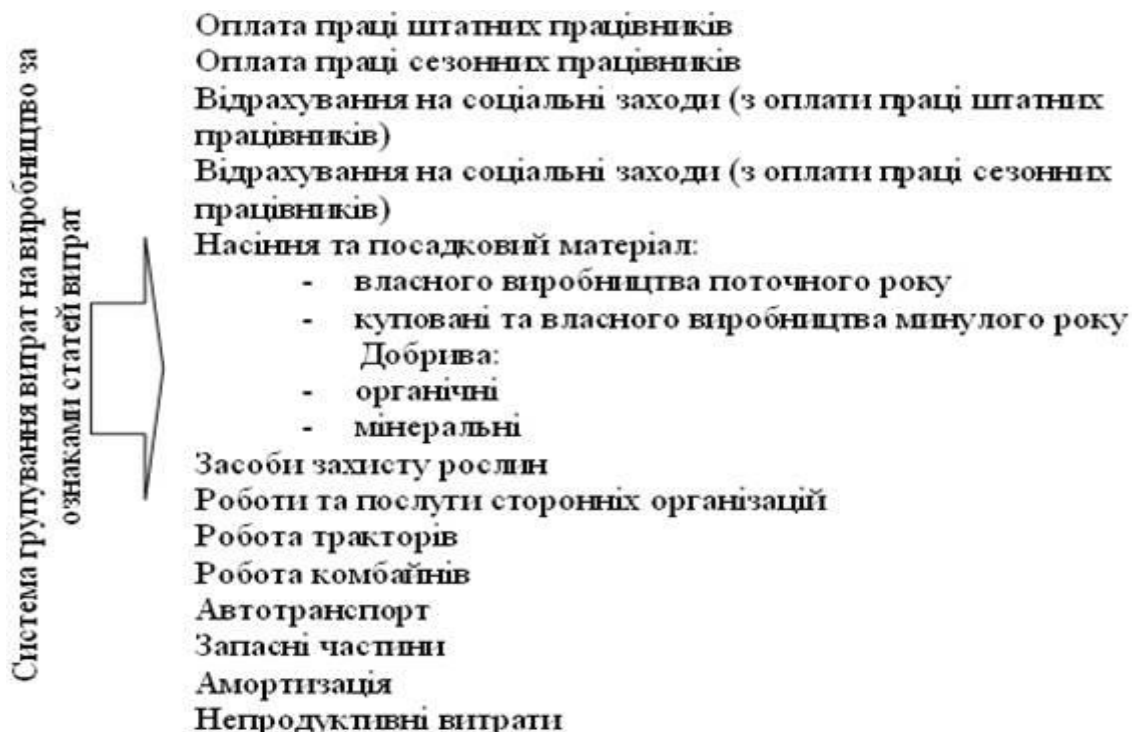 Система групування витрат на виробництво за
ознаками статей витрат
Оплата праці штатних працівників
Оплата праці сезонних працівників
Відрахування на соціальні заходи (з оплати праці штатних
працівників)
Відрахування на соціальні заходи (з оплати праці сезонних
працівників)
Насіння та посадковий матеріал:
- власного виробництва поточного року
- куповані та власного виробництва минулого року
Добрива:
- органічні
- мінеральні
Засоби захисту рослин
Роботи та послуги сторонніх організацій
Робота тракторів
Робота комбайнів
Автотранспорт
Запасні частини
Амортизація
Непродуктивні витрати